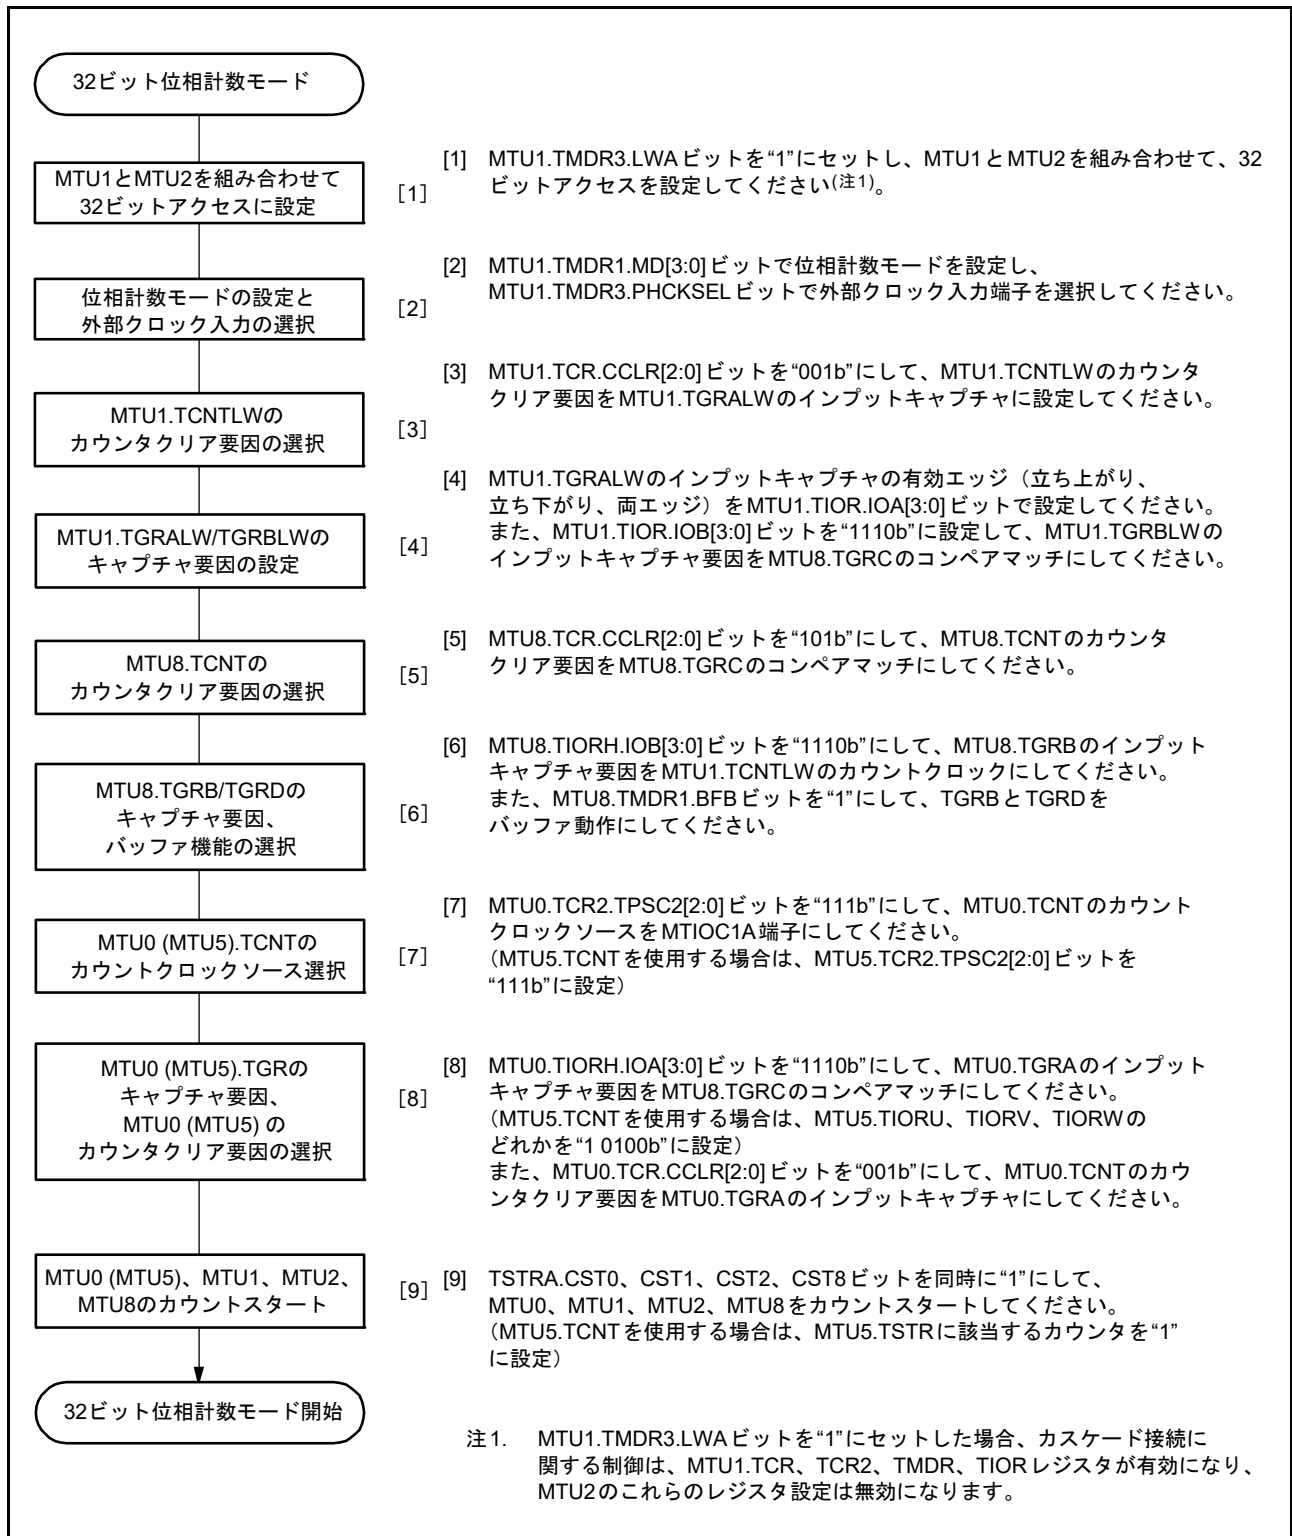 32ビット位相計数モード
MTU1とMTU2を組み合わせて
32ビットアクセスに設定
[1]
[1] MTU1.TMDR3.LWAビットを“1”にセットし、MTU1とMTU2を組み合わせて、32
ビットアクセスを設定してください(注1)。
位相計数モードの設定と
外部クロック入力の選択
[2]
[2] MTU1.TMDR1.MD[3:0]ビットで位相計数モードを設定し、
MTU1.TMDR3.PHCKSELビットで外部クロック入力端子を選択してください。
MTU1.TCNTLWの
カウンタクリア要因の選択
[3]
[3] MTU1.TCR.CCLR[2:0]ビットを“001b”にして、MTU1.TCNTLWのカウンタ
クリア要因をMTU1.TGRALWのインプットキャプチャに設定してください。
MTU1.TGRALW/TGRBLWの
キャプチャ要因の設定
[4]
[4] MTU1.TGRALWのインプットキャプチャの有効エッジ（立ち上がり、
立ち下がり、両エッジ）をMTU1.TIOR.IOA[3:0]ビットで設定してください。
また、MTU1.TIOR.IOB[3:0]ビットを“1110b”に設定して、MTU1.TGRBLWの
インプットキャプチャ要因をMTU8.TGRCのコンペアマッチにしてください。
MTU8.TCNTの
カウンタクリア要因の選択
[5]
[5] MTU8.TCR.CCLR[2:0]ビットを“101b”にして、MTU8.TCNTのカウンタ
クリア要因をMTU8.TGRCのコンペアマッチにしてください。
MTU8.TGRB/TGRDの
キャプチャ要因、
バッファ機能の選択
[6]
[6] MTU8.TIORH.IOB[3:0]ビットを“1110b”にして、MTU8.TGRBのインプット
キャプチャ要因をMTU1.TCNTLWのカウントクロックにしてください。
また、MTU8.TMDR1.BFBビットを“1”にして、TGRBとTGRDを
バッファ動作にしてください。
MTU0 (MTU5).TCNTの
カウントクロックソース選択
[7]
[7] MTU0.TCR2.TPSC2[2:0]ビットを“111b”にして、MTU0.TCNTのカウント
クロックソースをMTIOC1A端子にしてください。
（MTU5.TCNTを使用する場合は、MTU5.TCR2.TPSC2[2:0]ビットを
“111b”に設定）
MTU0 (MTU5).TGRの
キャプチャ要因、
MTU0 (MTU5) の
カウンタクリア要因の選択
[8]
[8] MTU0.TIORH.IOA[3:0]ビットを“1110b”にして、MTU0.TGRAのインプット
キャプチャ要因をMTU8.TGRCのコンペアマッチにしてください。
（MTU5.TCNTを使用する場合は、MTU5.TIORU、TIORV、TIORWの
どれかを“1 0100b”に設定）
また、MTU0.TCR.CCLR[2:0]ビットを“001b”にして、MTU0.TCNTのカウ
ンタクリア要因をMTU0.TGRAのインプットキャプチャにしてください。
MTU0 (MTU5)、MTU1、MTU2、
MTU8のカウントスタート
[9]
[9] TSTRA.CST0、CST1、CST2、CST8ビットを同時に“1”にして、
MTU0、MTU1、MTU2、MTU8をカウントスタートしてください。
（MTU5.TCNTを使用する場合は、MTU5.TSTRに該当するカウンタを“1”
に設定）
32ビット位相計数モード開始
注1. MTU1.TMDR3.LWAビットを“1”にセットした場合、カスケード接続に
関する制御は、MTU1.TCR、TCR2、TMDR、TIORレジスタが有効になり、
MTU2のこれらのレジスタ設定は無効になります。